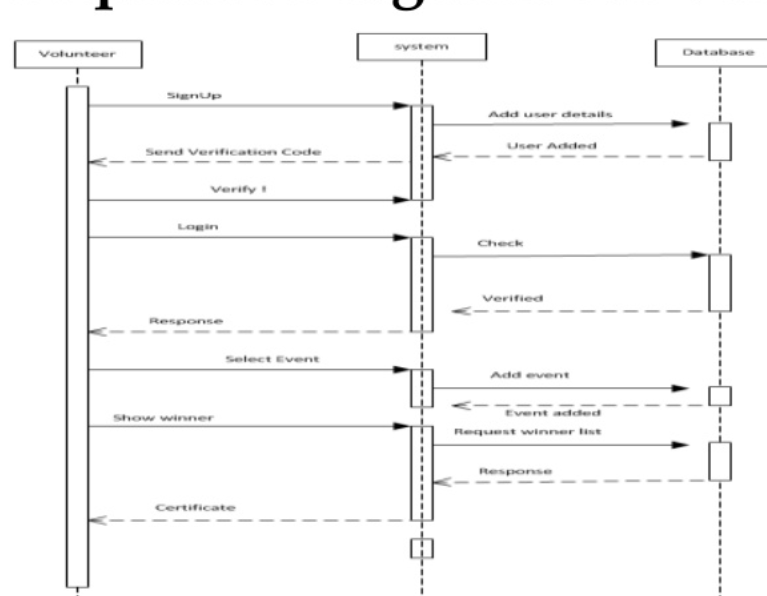 Volunteer
system
Database
SignUp
Add user details
User Added
Send Verification Code
Verify !
Login
Check
Verified
Response
Select Event
Add event
Event added
Show winner
Request winner list
Response
Certificate